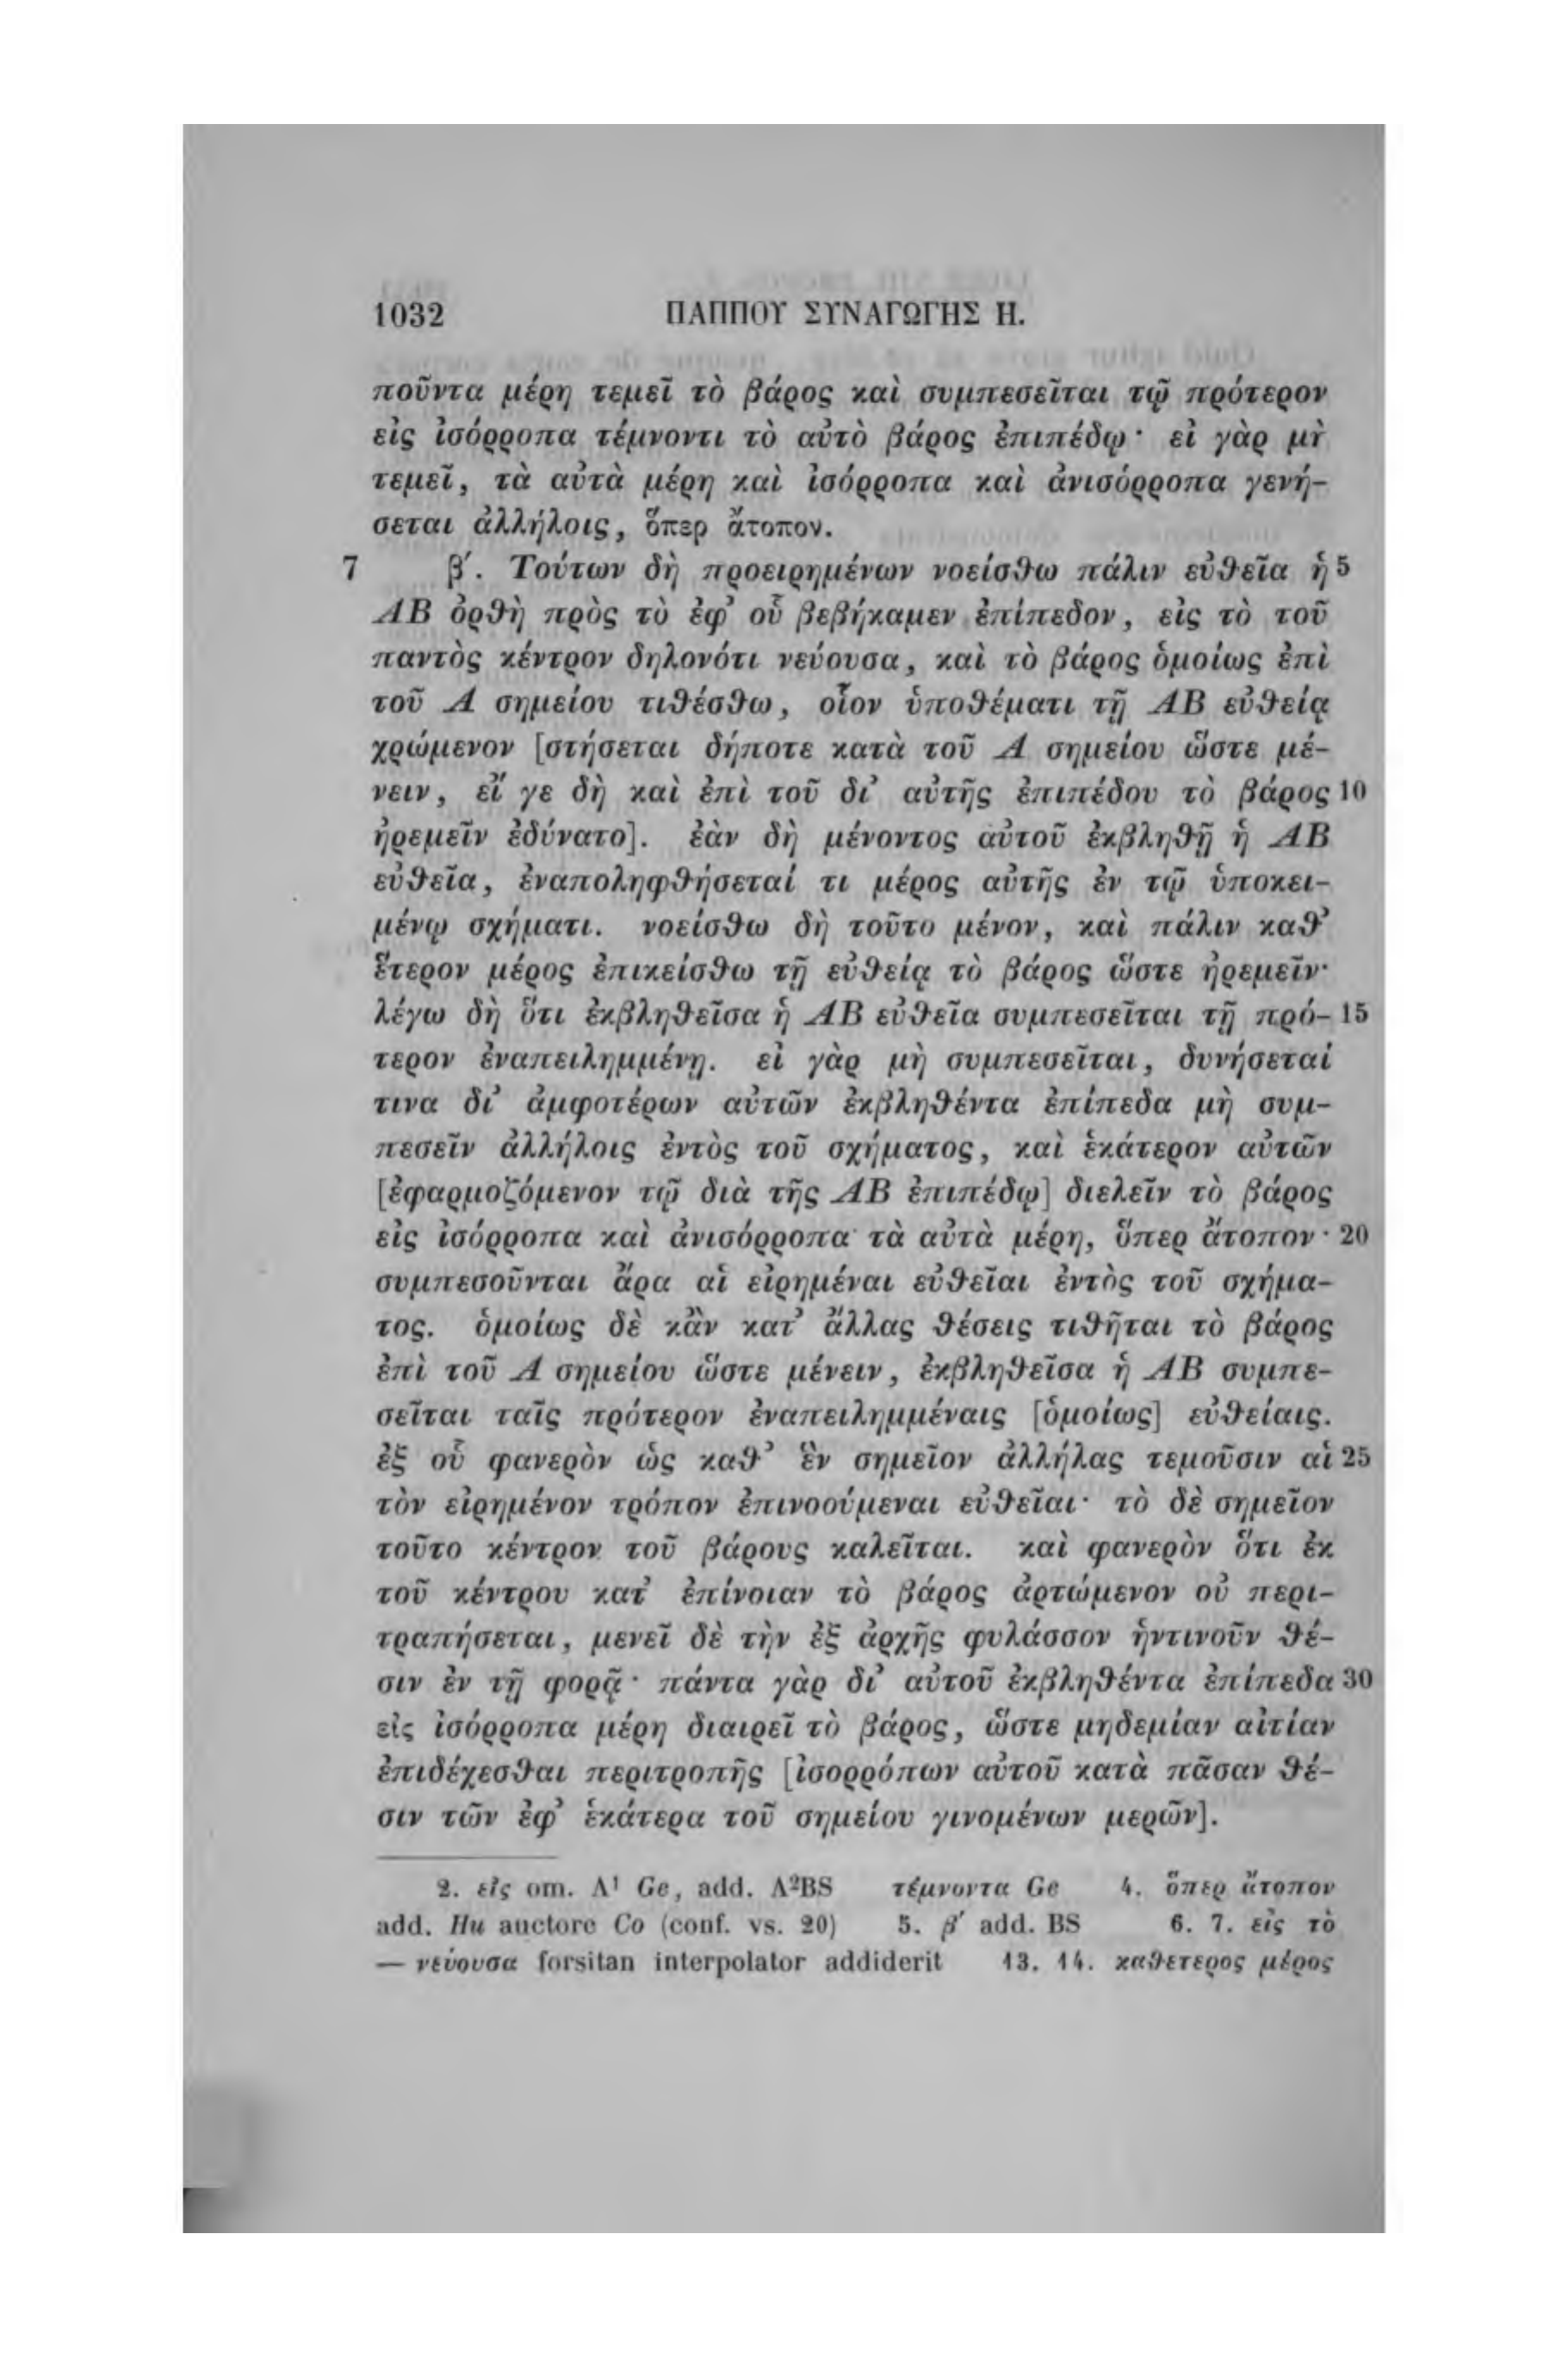 1032 ΠΑΠΠΟΥ ΣΥΝΑΓΩΓΗΣ Η.
ποῦντα μέρη τεμεῖ τὸ βάρος καὶ συμπεσεῖται τῷ πρότερον
εἰς ἰσόρροπα τέμνοντι τὸ αὐτὸ βάρος ἐπιπέδῳ· εἰ γὰρ μὴ
τεμεῖ, τὰ αὐτὰ μέρη καὶ ἰσόρροπα καὶ ἀνισόρροπα γενή-
σεται ἀλλήλοις, ὅπερ ἄτοπον.
7 β΄. Τούτων δὴ προειρημένων νοείσθω πάλιν εὐθεῖα ἡ 5
ΑΒ ὀρθὴ πρὸς τὸ ἐφ᾽ οὗ βεβήκαμεν ἐπίπεδον, εἰς τὸ τοῦ
παντὸς κέντρον δηλονότι νεύουσα, καὶ τὸ βάρος ὁμοίως ἐπὶ
τοῦ Α σημείου τιθέσθω, οἷον ὑποθέματι τῇ ΑΒ εὐθείᾳ
χρώμενον [στήσεται δήποτε κατὰ τοῦ Α σημείου ὥστε μέ-
νειν, εἴ γε δὴ καὶ ἐπὶ τοῦ δι᾽ αὐτῆς ἐπιπέδου τὸ βάρος 10
ἠρεμεῖν ἐδύνατο]. ἐὰν δὴ μένοντος αὐτοῦ ἐκβληθῇ ἡ ΑΒ
εὐθεῖα, ἐναποληφθήσεταί τι μέρος αὐτῆς ἐν τῷ ὑποκει-
μένῳ σχήματι. νοείσθω δὴ τοῦτο μένον, καὶ πάλιν καθ᾽
ἕτερον μέρος ἐπικείσθω τῇ εὐθείᾳ τὸ βάρος ὥστε ἠρεμεῖν·
λέγω δὴ ὅτι ἐκβληθεῖσα ἡ ΑΒ εὐθεῖα συμπεσεῖται τῇ πρό- 15
τερον ἐναπειλημμένῃ. εἰ γὰρ μὴ συμπεσεῖται, δυνήσεταί
τινα δι᾽ ἀμφοτέρων αὐτῶν ἐκβληθέντα ἐπίπεδα μὴ συμ-
πεσεῖν ἀλλήλοις ἐντὸς τοῦ σχήματος, καὶ ἑκάτερον αὐτῶν
[ἐφαρμοζόμενον τῷ διὰ τῆς ΑΒ ἐπιπέδῳ] διελεῖν τὸ βάρος
εἰς ἰσόρροπα καὶ ἀνισόρροπα τὰ αὐτὰ μέρη, ὅπερ ἄτοπον· 20
συμπεσοῦνται ἄρα αἱ εἰρημέναι εὐθεῖαι ἐντὸς τοῦ σχήμα-
τος. ὁμοίως δὲ κἂν κατ᾽ ἄλλας θέσεις τιθῆται τὸ βάρος
ἐπὶ τοῦ Α σημείου ὥστε μένειν, ἐκβληθεῖσα ἡ ΑΒ συμπε-
σεῖται ταῖς πρότερον ἐναπειλημμέναις [ὁμοίως] εὐθείαις.
ἐξ οὗ φανερὸν ὡς καθ᾽ ἓν σημεῖον ἀλλήλας τεμοῦσιν αἱ 25
τὸν εἰρημένον τρόπον ἐπινοούμεναι εὐθεῖαι· τὸ δὲ σημεῖον
τοῦτο κέντρον τοῦ βάρους καλεῖται. καὶ φανερὸν ὅτι ἐκ
τοῦ κέντρου κατ᾽ ἐπίνοιαν τὸ βάρος ἀρτώμενον οὐ περι-
τραπήσεται, μενεῖ δὲ τὴν ἐξ ἀρχῆς φυλάσσον ἡντινοῦν θέ-
σιν ἐν τῇ φορᾷ· πάντα γὰρ δι᾽ αὐτοῦ ἐκβληθέντα ἐπίπεδα 30
εἰς ἰσόρροπα μέρη διαιρεῖ τὸ βάρος, ὥστε μηδεμίαν αἰτίαν
ἐπιδέχεσθαι περιτροπῆς [ἰσορρόπων αὐτοῦ κατὰ πᾶσαν θέ-
σιν τῶν ἐφ᾽ ἑκάτερα τοῦ σημείου γινομένων μερῶν].
2. εἰς om. A¹ Ge, add. A²BS τέμνοντα Ge 4. ὅπερ ἄτοπον
add. Hu auctore Co (conf. vs. 20) 5. β΄ add. BS 6. 7. εἰς τὸ
— νεύουσα forsitan interpolator addiderit 13. 14. καθετερος μέρος